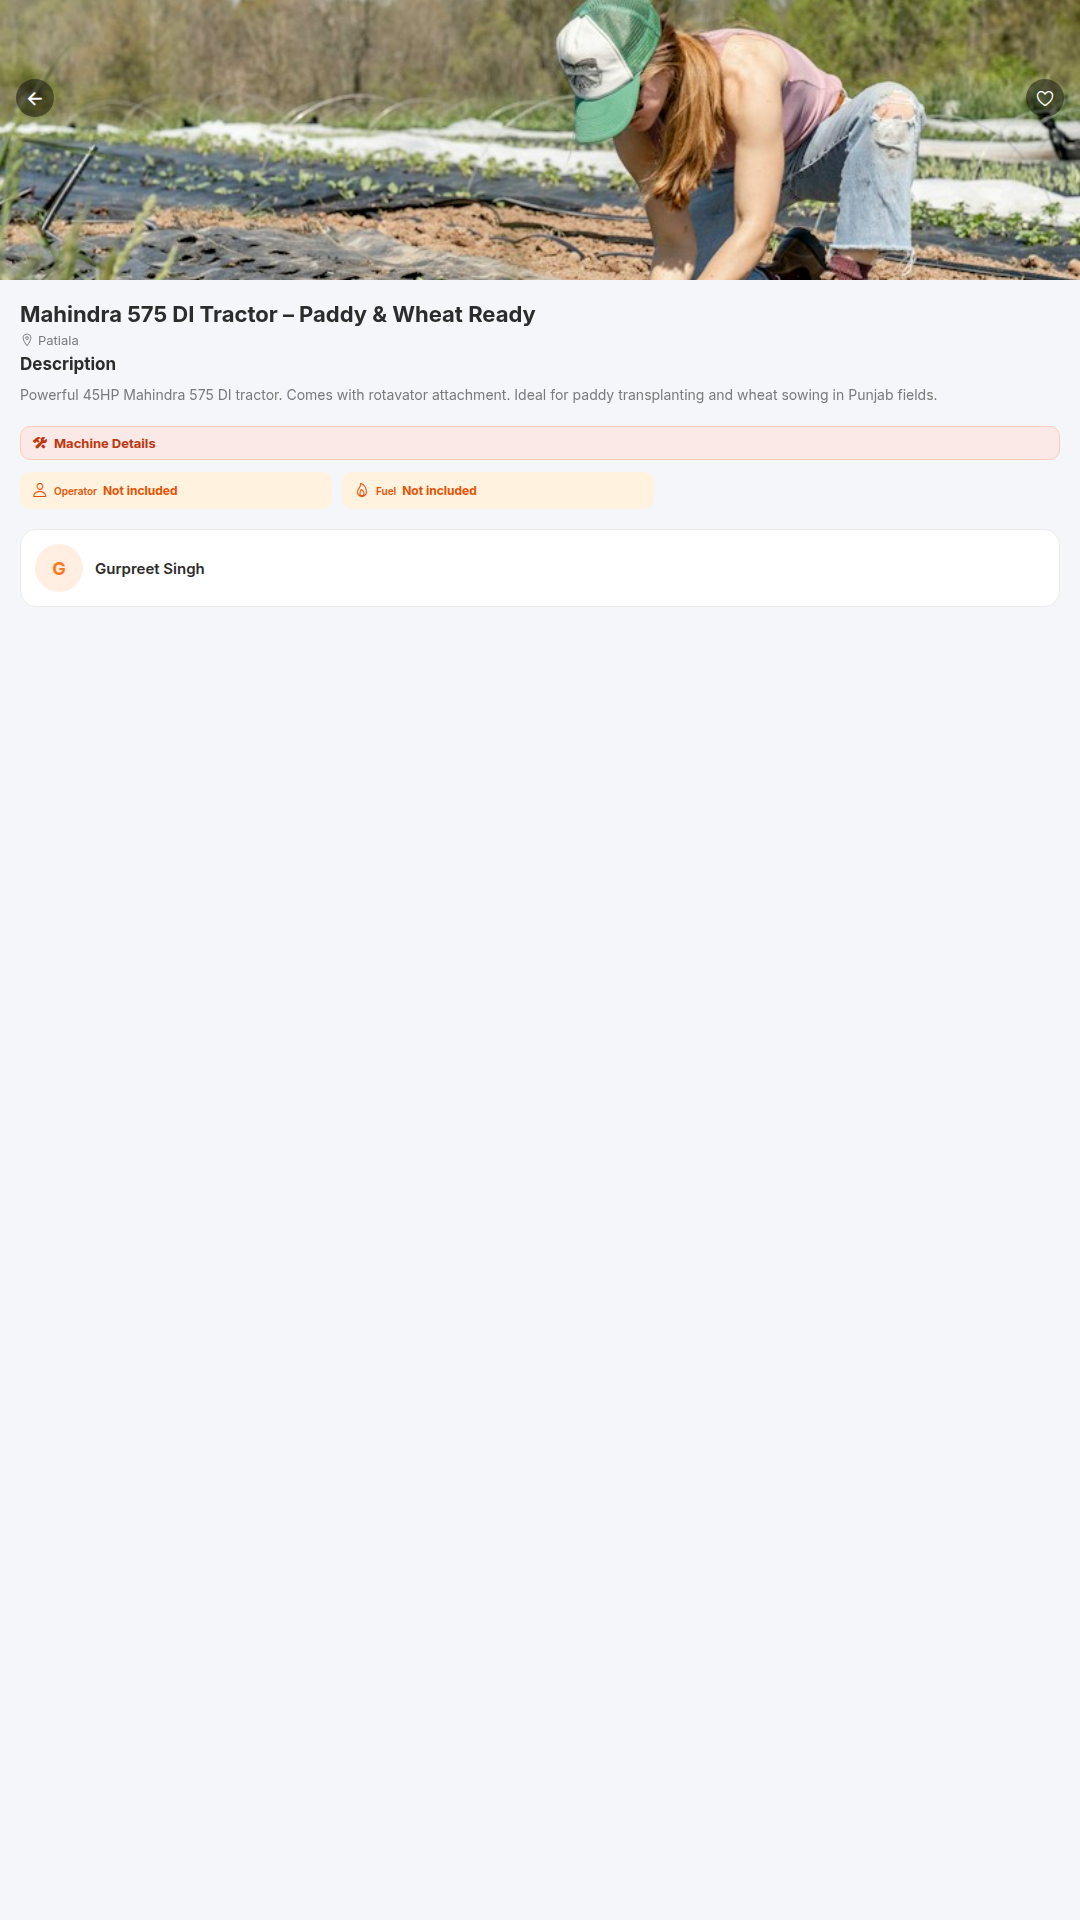 Mahindra 575 DI Tractor – Paddy & Wheat Ready
Patiala
Description
Powerful 45HP Mahindra 575 DI tractor. Comes with rotavator attachment. Ideal for paddy transplanting and wheat sowing in Punjab fields.
Machine Details
Operator Not included
Fuel Not included
G
Gurpreet Singh